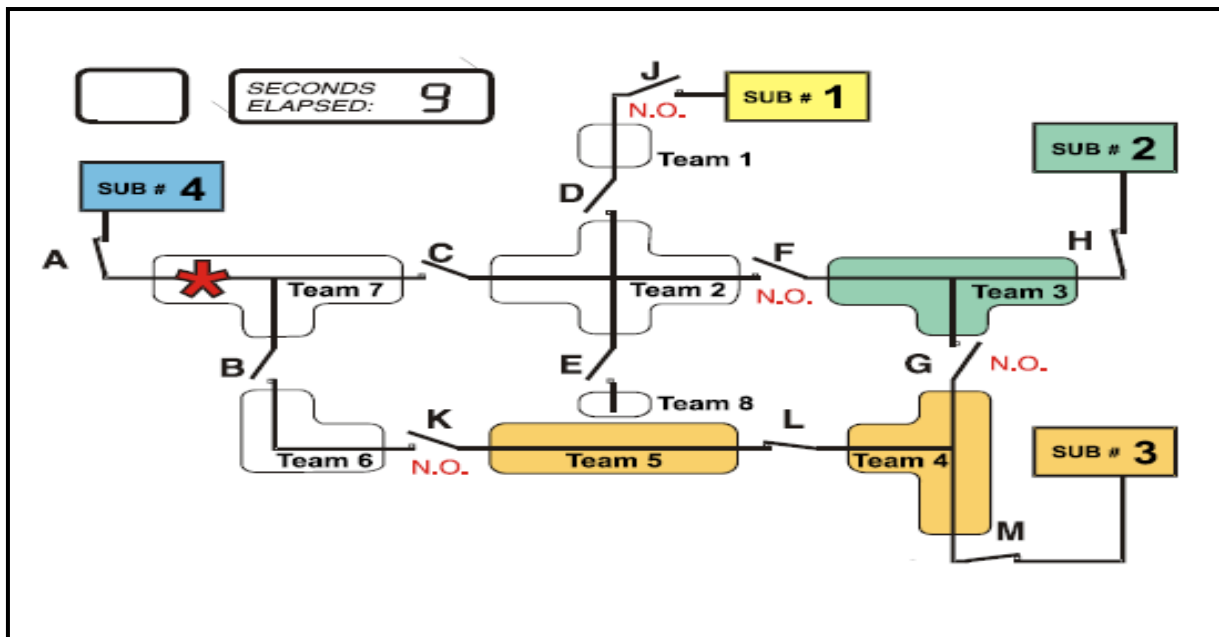 J
SECONDS
ELAPSED: 9
SUB # 1
N.O.
Team 1
SUB # 2
SUB # 4
D
A
C
F
H
Team 7
Team 2
N.O.
Team 3
B
E
G
N.O.
Team 8
K
L
Team 6
N.O.
Team 5
Team 4
SUB # 3
M